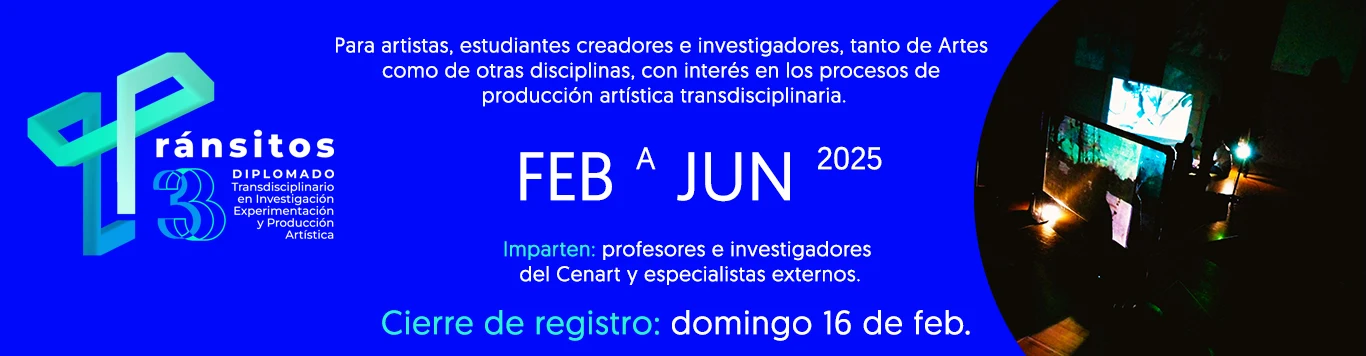 Tránsitos
DIPLOMADO
33
Transdisciplinario
en Investigación
Experimentación
y Producción
Artística
Para artistas, estudiantes creadores e investigadores, tanto de Artes
como de otras disciplinas, con interés en los procesos de
producción artística transdisciplinaria.
FEB A JUN 2025
Imparten: profesores e investigadores
del Cenart y especialistas externos.
Cierre de registro: domingo 16 de feb.